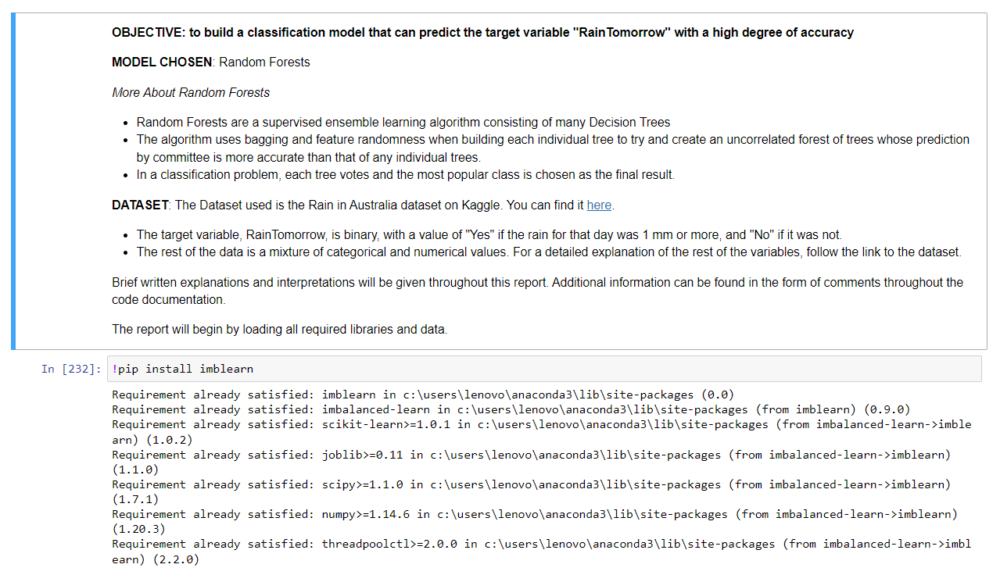 OBJECTIVE: to build a classification model that can predict the target variable "RainTomorrow" with a high degree of accuracy
MODEL CHOSEN: Random Forests
More About Random Forests
• Random Forests are a supervised ensemble learning algorithm consisting of many Decision Trees
• The algorithm uses bagging and feature randomness when building each individual tree to try and create an uncorrelated forest of trees whose prediction
by committee is more accurate than that of any individual trees.
• In a classification problem, each tree votes and the most popular class is chosen as the final result.
DATASET: The Dataset used is the Rain in Australia dataset on Kaggle. You can find it here.
• The target variable, RainTomorrow, is binary, with a value of "Yes" if the rain for that day was 1 mm or more, and "No" if it was not.
• The rest of the data is a mixture of categorical and numerical values. For a detailed explanation of the rest of the variables, follow the link to the dataset.
Brief written explanations and interpretations will be given throughout this report. Additional information can be found in the form of comments throughout the
code documentation.
The report will begin by loading all required libraries and data.
In [232]: !pip install imblearn
Requirement already satisfied: imblearn in c:\users\lenovo\anaconda3\lib\site-packages (0.0)
Requirement already satisfied: imbalanced-learn in c:\users\lenovo\anaconda3\lib\site-packages (from imblearn) (0.9.0)
Requirement already satisfied: scikit-learn>=1.0.1 in c:\users\lenovo\anaconda3\lib\site-packages (from imbalanced-learn->imble
arn) (1.0.2)
Requirement already satisfied: joblib>=0.11 in c:\users\lenovo\anaconda3\lib\site-packages (from imbalanced-learn->imblearn)
(1.1.0)
Requirement already satisfied: scipy>=1.1.0 in c:\users\lenovo\anaconda3\lib\site-packages (from imbalanced-learn->imblearn)
(1.7.1)
Requirement already satisfied: numpy>=1.14.6 in c:\users\lenovo\anaconda3\lib\site-packages (from imbalanced-learn->imblearn)
(1.20.3)
Requirement already satisfied: threadpoolctl>=2.0.0 in c:\users\lenovo\anaconda3\lib\site-packages (from imbalanced-learn->imbl
earn) (2.2.0)